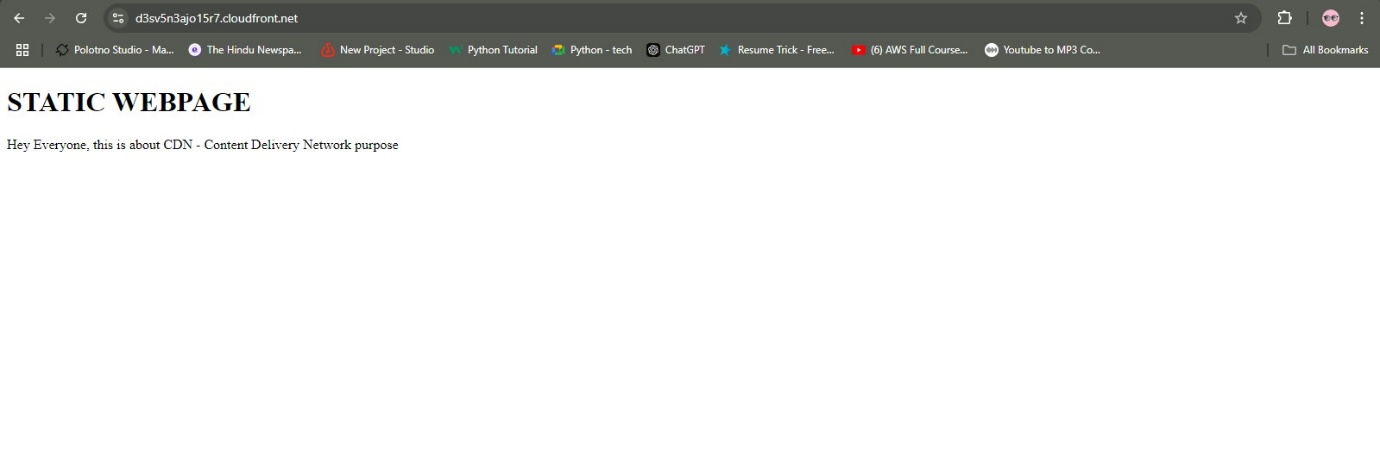 d3sv5n3ajo15r7.cloudfront.net
Polotno Studio - Ma... The Hindu Newspa... New Project - Studio Python Tutorial Python - tech ChatGPT Resume Trick - Free... (6) AWS Full Course... Youtube to MP3 Co... All Bookmarks
STATIC WEBPAGE
Hey Everyone, this is about CDN - Content Delivery Network purpose